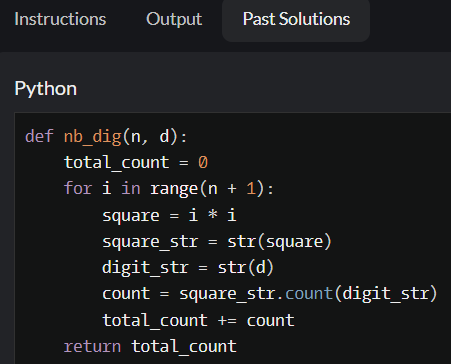 Instructions Output Past Solutions
Python
def nb_dig(n, d):
    total_count = 0
    for i in range(n + 1):
        square = i * i
        square_str = str(square)
        digit_str = str(d)
        count = square_str.count(digit_str)
        total_count += count
    return total_count